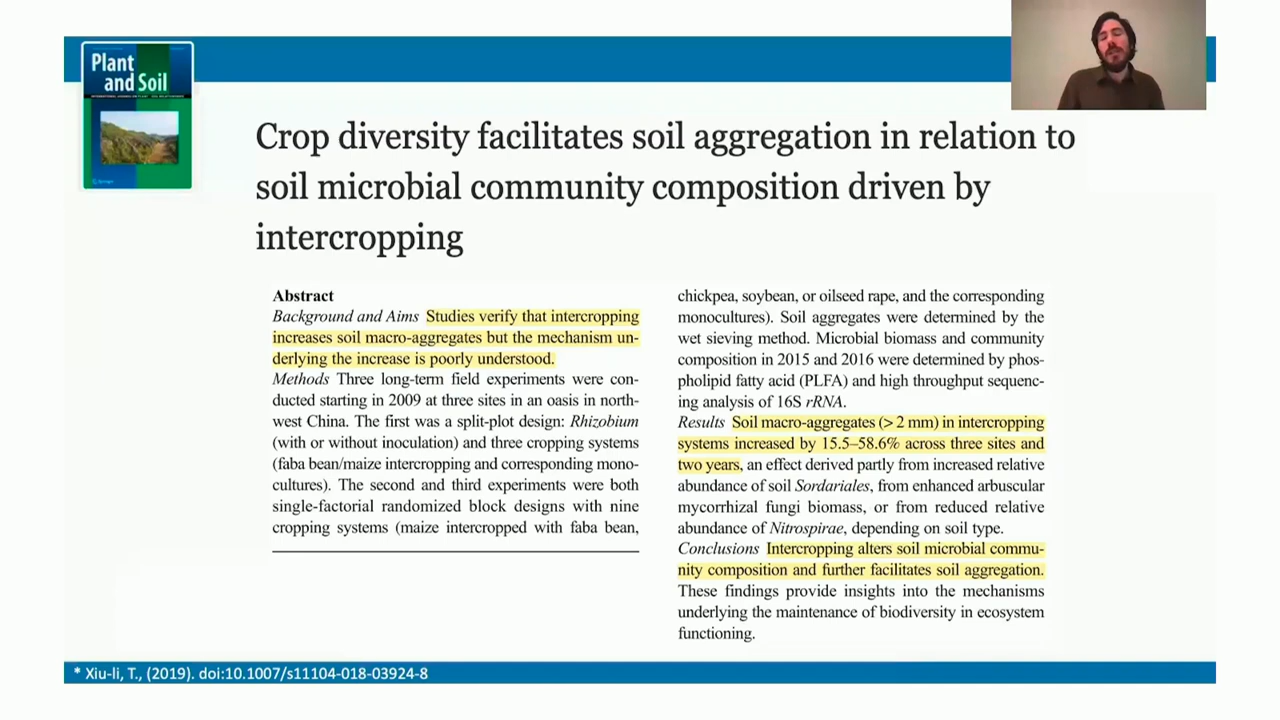 Plant
and Soil
Crop diversity facilitates soil aggregation in relation to
soil microbial community composition driven by
intercropping
Abstract
Background and Aims Studies verify that intercropping
increases soil macro-aggregates but the mechanism un-
derlying the increase is poorly understood.
Methods Three long-term field experiments were con-
ducted starting in 2009 at three sites in an oasis in north-
west China. The first was a split-plot design: Rhizobium
(with or without inoculation) and three cropping systems
(faba bean/maize intercropping and corresponding mono-
cultures). The second and third experiments were both
single-factorial randomized block designs with nine
cropping systems (maize intercropped with faba bean,
chickpea, soybean, or oilseed rape, and the corresponding
monocultures). Soil aggregates were determined by the
wet sieving method. Microbial biomass and community
composition in 2015 and 2016 were determined by phos-
pholipid fatty acid (PLFA) and high throughput sequenc-
ing analysis of 16S rRNA.
Results Soil macro-aggregates (> 2 mm) in intercropping
systems increased by 15.5–58.6% across three sites and
two years, an effect derived partly from increased relative
abundance of soil Sordariales, from enhanced arbuscular
mycorrhizal fungi biomass, or from reduced relative
abundance of Nitrospirae, depending on soil type.
Conclusions Intercropping alters soil microbial commu-
nity composition and further facilitates soil aggregation.
These findings provide insights into the mechanisms
underlying the maintenance of biodiversity in ecosystem
functioning.
* Xiu-li, T., (2019). doi:10.1007/s11104-018-03924-8